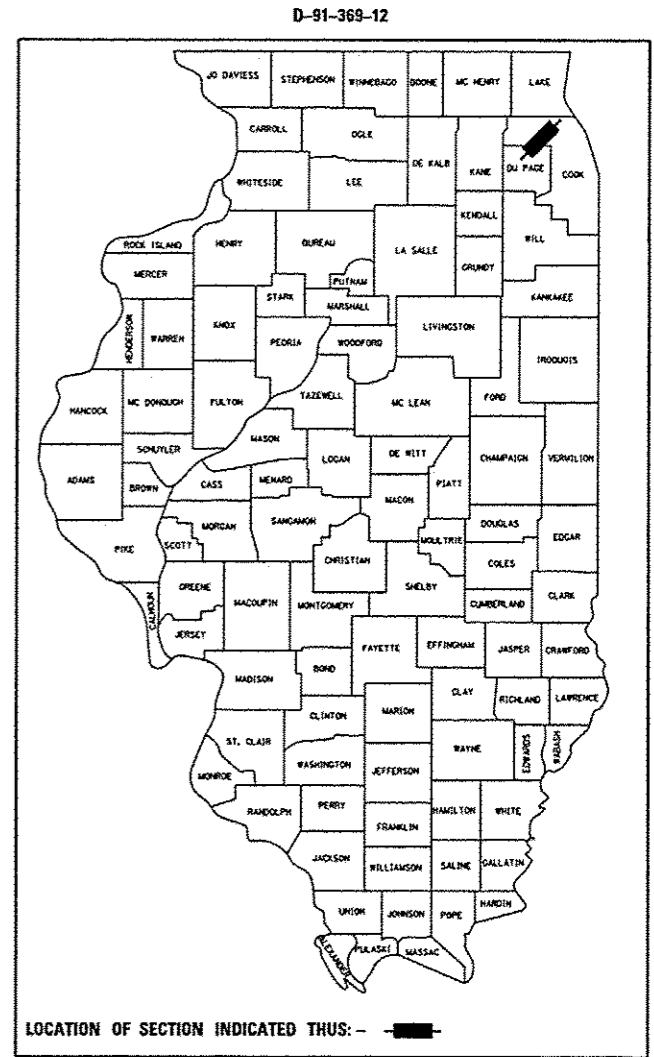 D-91-369-12
JO DAVIESS STEPHENSON WINNEBAGO BOONE MC HENRY LAKE
CARROLL OGLE
DE KALB KANE DU PAGE COOK
WHITESIDE LEE
KENDALL
WILL
ROCK ISLAND HENRY BUREAU LA SALLE GRUNDY
MERCER PUTNAM KANKAKEE
STARK MARSHALL
HENDERSON WARREN KNOX PEORIA WOODFORD LIVINGSTON IROQUOIS
HANCOCK MC DONOUGH FULTON TAZEWELL MC LEAN FORD
MASON
SCHUYLER LOGAN DE WITT CHAMPAIGN VERMILION
ADAMS BROWN CASS MENARD PIATT
MACON
MORGAN SANGAMON DOUGLAS EDGAR
PIKE SCOTT CHRISTIAN MOULTRIE COLES
GREENE MACOUPIN SHELBY
CALHOUN MONTGOMERY CUMBERLAND CLARK
JERSEY FAYETTE EFFINGHAM JASPER CRAWFORD
BOND
MADISON CLAY RICHLAND LAWRENCE
CLINTON MARION
ST. CLAIR WAYNE EDWARDS WABASH
MONROE WASHINGTON JEFFERSON
RANDOLPH PERRY HAMILTON WHITE
FRANKLIN
JACKSON WILLIAMSON SALINE GALLATIN
UNION JOHNSON POPE HARDIN
ALEXANDER PULASKI MASSAC
LOCATION OF SECTION INDICATED THUS: -